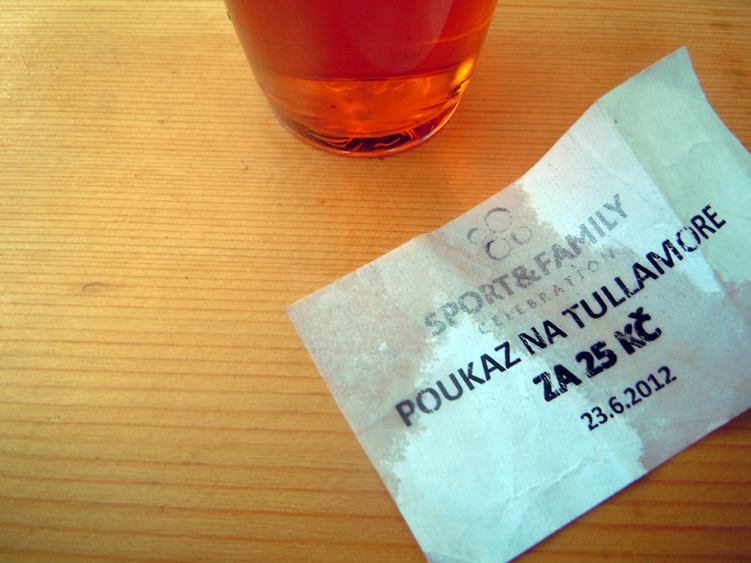 SPORT&FAMILY
CELEBRATION
POUKAZ NA TULLAMORE
ZA 25 KČ
23.6.2012